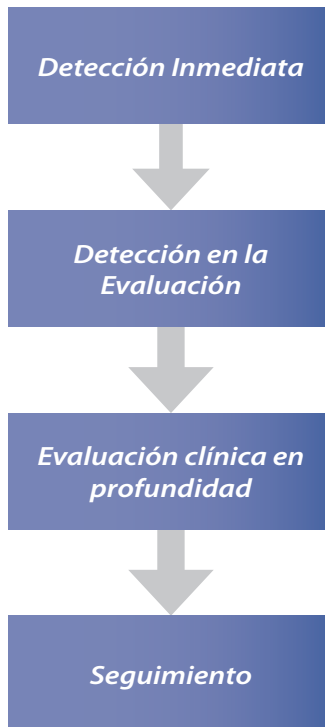 Detección Inmediata
Detección en la
Evaluación
Evaluación clínica en
profundidad
Seguimiento